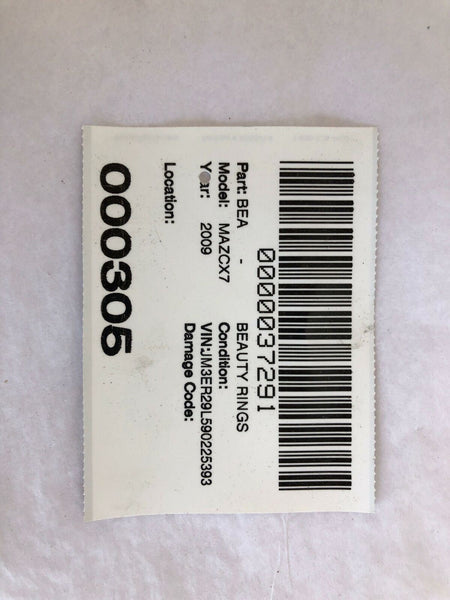 0000037291
Part: BEA - BEAUTY RINGS
Model: MAZCX7 Condition:
Year: 2009 VIN:JM3ER29L590225393
Damage Code:
Location:
000305